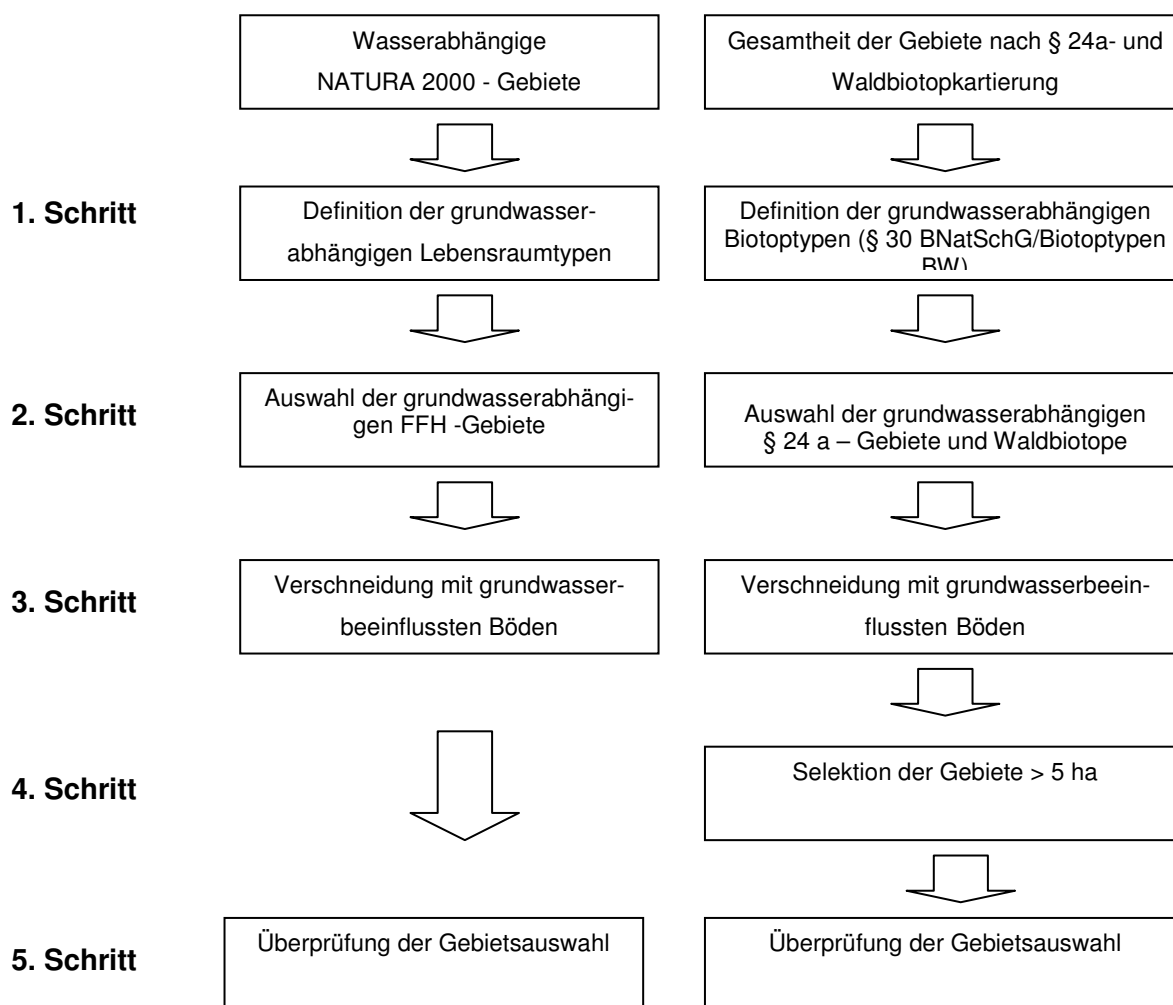 Wasserabhängige
NATURA 2000 - Gebiete
Gesamtheit der Gebiete nach § 24a- und
Waldbiotopkartierung
1. Schritt
Definition der grundwasser-
abhängigen Lebensraumtypen
Definition der grundwasserabhängigen
Biotoptypen (§ 30 BNatSchG/Biotoptypen
BW)
2. Schritt
Auswahl der grundwasserabhängi-
gen FFH -Gebiete
Auswahl der grundwasserabhängigen
§ 24 a – Gebiete und Waldbiotope
3. Schritt
Verschneidung mit grundwasser-
beeinflussten Böden
Verschneidung mit grundwasserbeein-
flussten Böden
4. Schritt
Selektion der Gebiete > 5 ha
5. Schritt
Überprüfung der Gebietsauswahl
Überprüfung der Gebietsauswahl